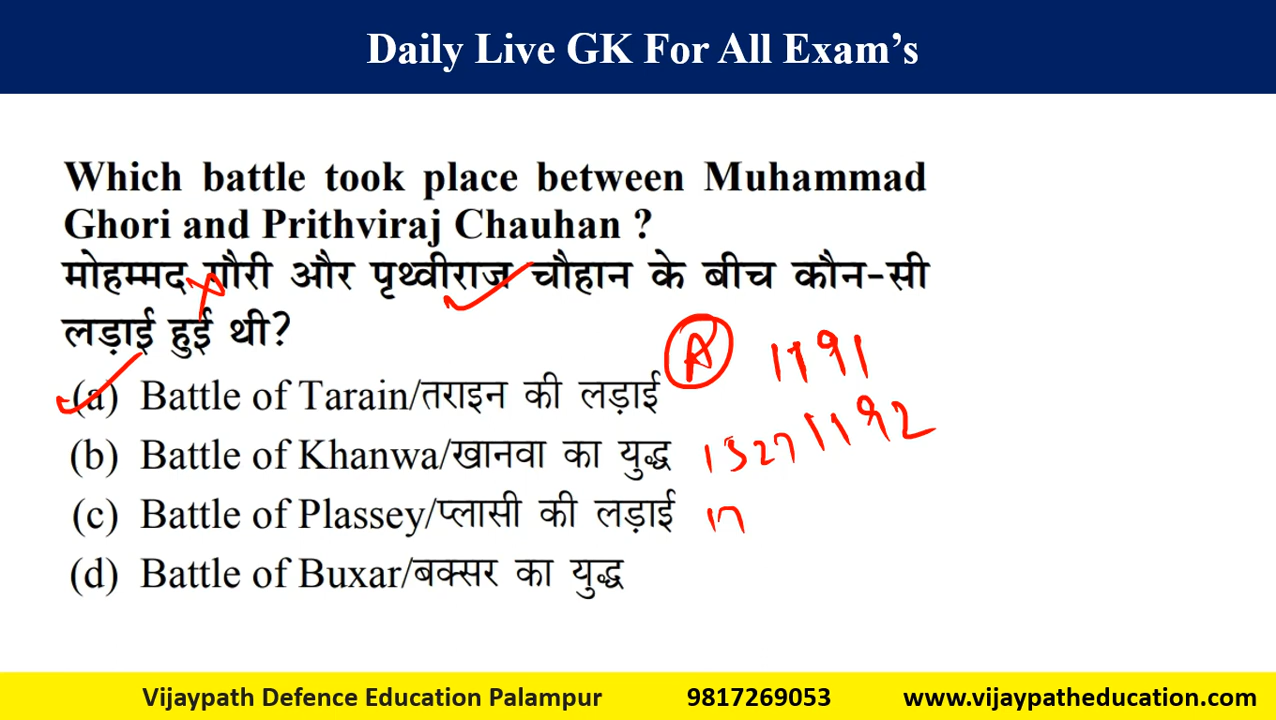 Daily Live GK For All Exam’s
Which battle took place between Muhammad
Ghori and Prithviraj Chauhan ?
मोहम्मद गौरी और पृथ्वीराज चौहान के बीच कौन-सी
लड़ाई हुई थी?
A 1191
(a) Battle of Tarain/तराइन की लड़ाई
1192
(b) Battle of Khanwa/खानवा का युद्ध 1527
(c) Battle of Plassey/प्लासी की लड़ाई 17
(d) Battle of Buxar/बक्सर का युद्ध
Vijaypath Defence Education Palampur 9817269053 www.vijaypatheducation.com